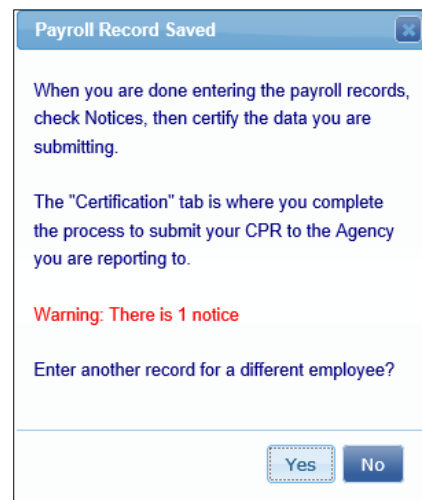 Payroll Record Saved
When you are done entering the payroll records,
check Notices, then certify the data you are
submitting.
The "Certification" tab is where you complete
the process to submit your CPR to the Agency
you are reporting to.
Warning: There is 1 notice
Enter another record for a different employee?
Yes No